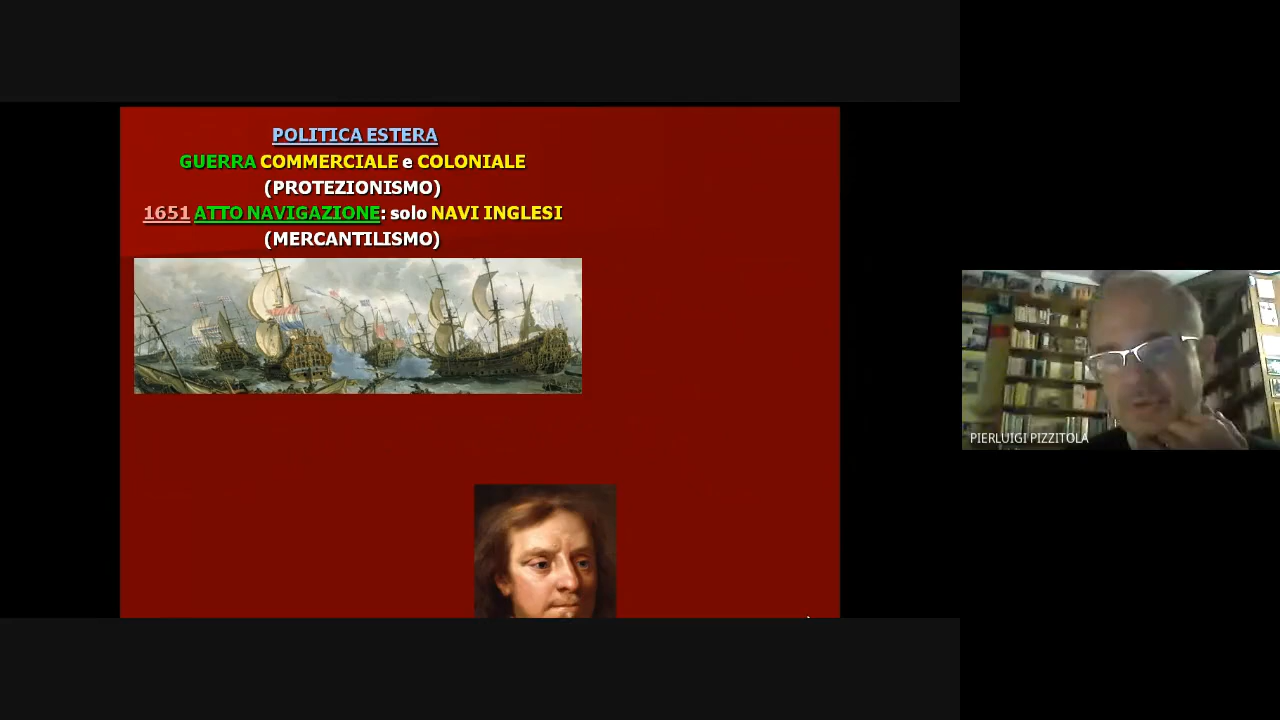 POLITICA ESTERA
GUERRA COMMERCIALE e COLONIALE
(PROTEZIONISMO)
1651 ATTO NAVIGAZIONE: solo NAVI INGLESI
(MERCANTILISMO)
PIERLUIGI PIZZITOLA